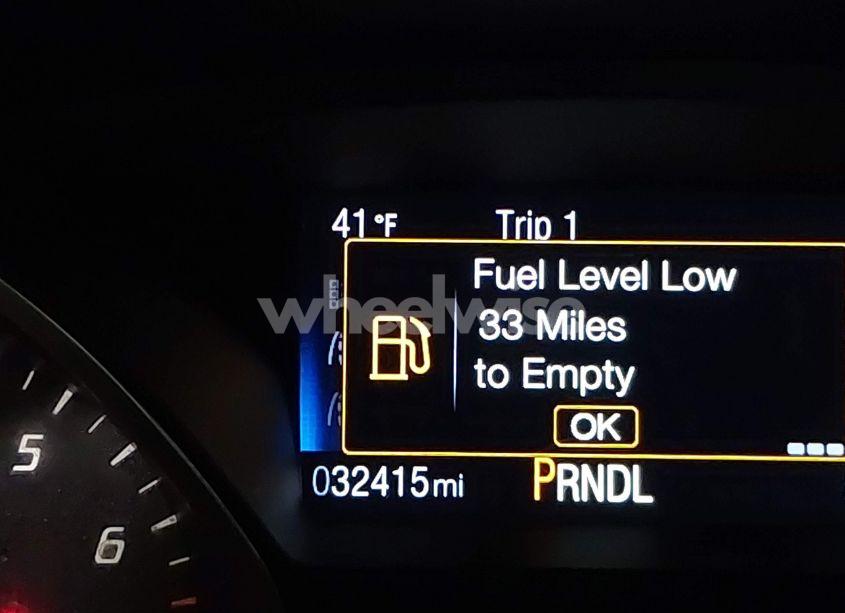 41°F Trip 1
Fuel Level Low
33 Miles
to Empty
OK
032415mi PRNDL
5
6
wheelwise